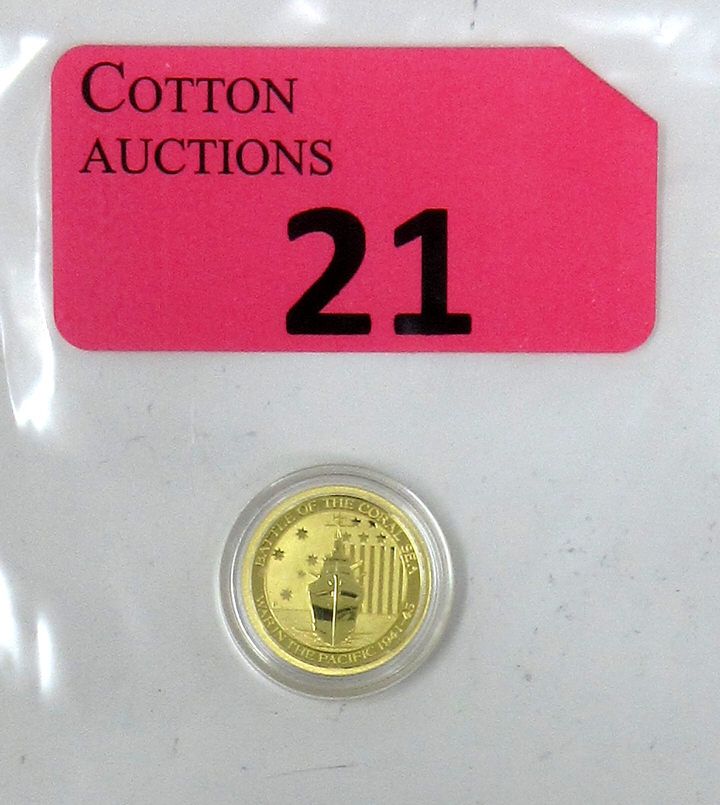 COTTON
AUCTIONS
21
BATTLE OF THE CORAL SEA
WAR IN THE PACIFIC 1941-45